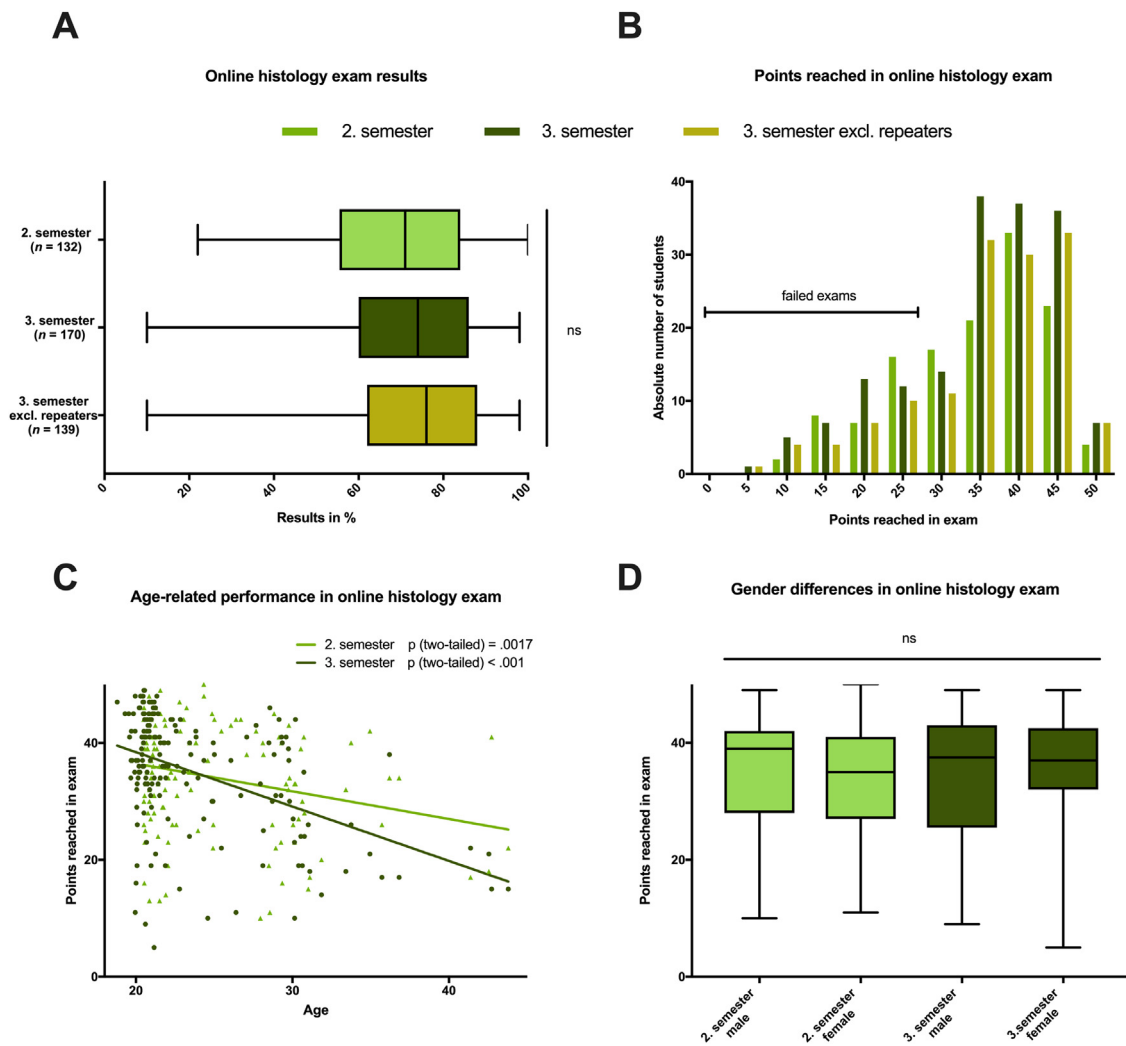 A
Online histology exam results
B
Points reached in online histology exam
2. semester
3. semester
3. semester excl. repeaters
2. semester
(n = 132)
3. semester
(n = 170)
3. semester
excl. repeaters
(n = 139)
ns
0
20
40
60
80
100
Results in %
Absolute number of students
40
30
20
10
0
failed exams
0
5
10
15
20
25
30
35
40
45
50
Points reached in exam
C
Age-related performance in online histology exam
2. semester p (two-tailed) = .0017
3. semester p (two-tailed) < .001
Points reached in exam
40
20
0
20
30
40
Age
D
Gender differences in online histology exam
ns
Points reached in exam
40
20
0
2. semester
male
2. semester
female
3. semester
male
3.semester
female